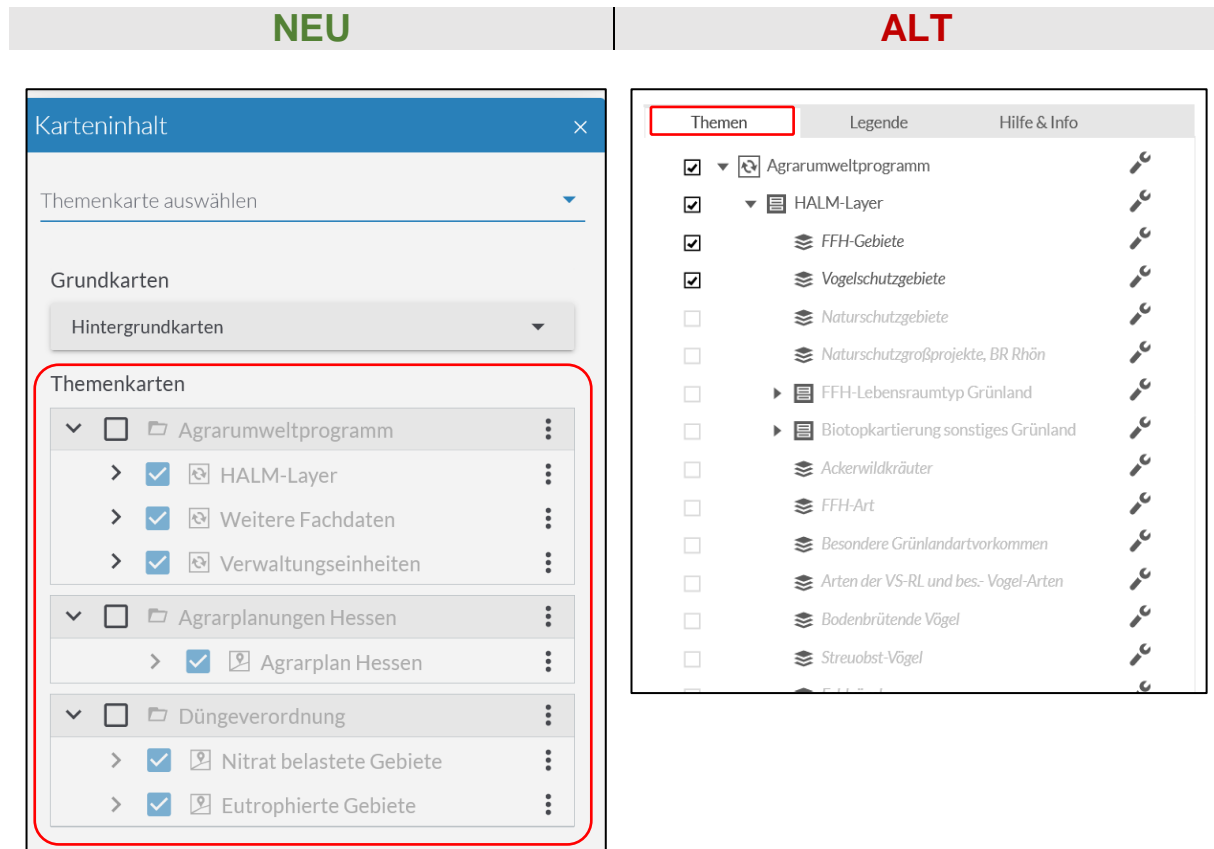 NEU
ALT
Karteninhalt
Themenkarte auswählen
Grundkarten
Hintergrundkarten
Themenkarten
Agrarumweltprogramm
HALM-Layer
Weitere Fachdaten
Verwaltungseinheiten
Agrarplanungen Hessen
Agrarplan Hessen
Düngeverordnung
Nitrat belastete Gebiete
Eutrophierte Gebiete
Themen Legende Hilfe & Info
Agrarumweltprogramm
HALM-Layer
FFH-Gebiete
Vogelschutzgebiete
Naturschutzgebiete
Naturschutzgroßprojekte, BR Rhön
FFH-Lebensraumtyp Grünland
Biotopkartierung sonstiges Grünland
Ackerwildkräuter
FFH-Art
Besondere Grünlandartvorkommen
Arten der VS-RL und bes.- Vogel-Arten
Bodenbrütende Vögel
Streuobst-Vögel